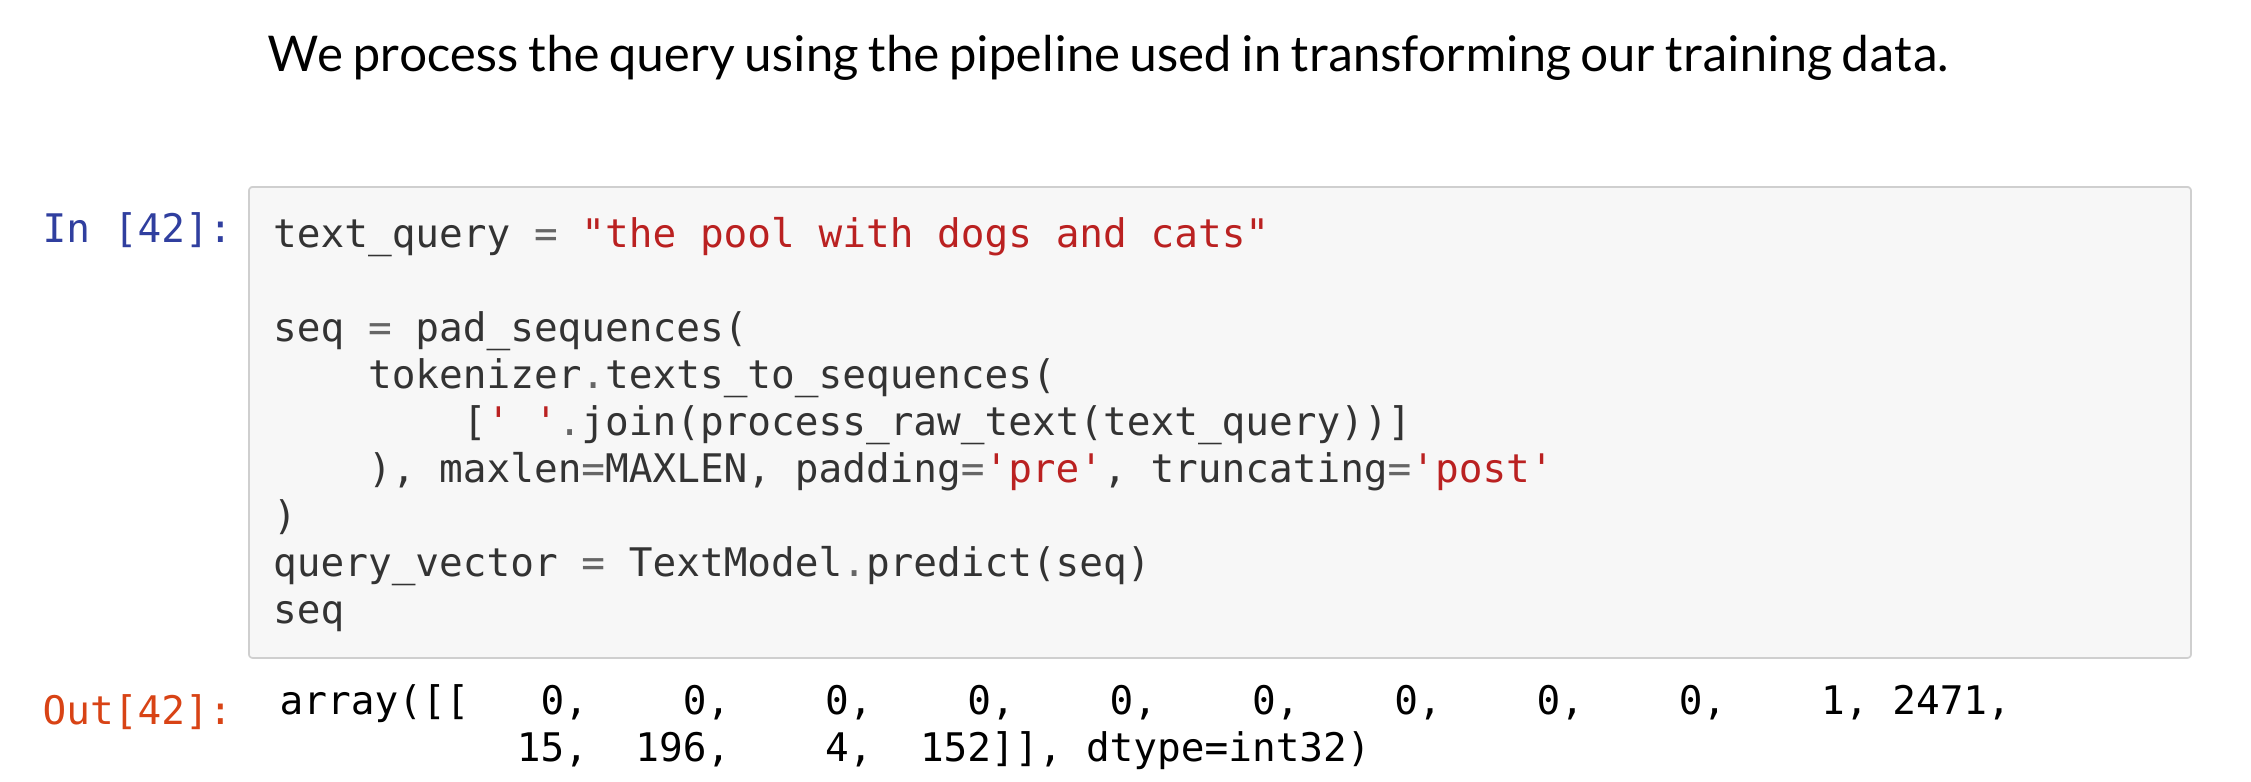 We process the query using the pipeline used in transforming our training data.
In [42]: text_query = "the pool with dogs and cats"
seq = pad_sequences(
    tokenizer.texts_to_sequences(
        [' '.join(process_raw_text(text_query))]
    ), maxlen=MAXLEN, padding='pre', truncating='post'
)
query_vector = TextModel.predict(seq)
seq
Out[42]: array([[   0,    0,    0,    0,    0,    0,    0,    0,    0,    1, 2471,
          15,  196,    4,  152]], dtype=int32)